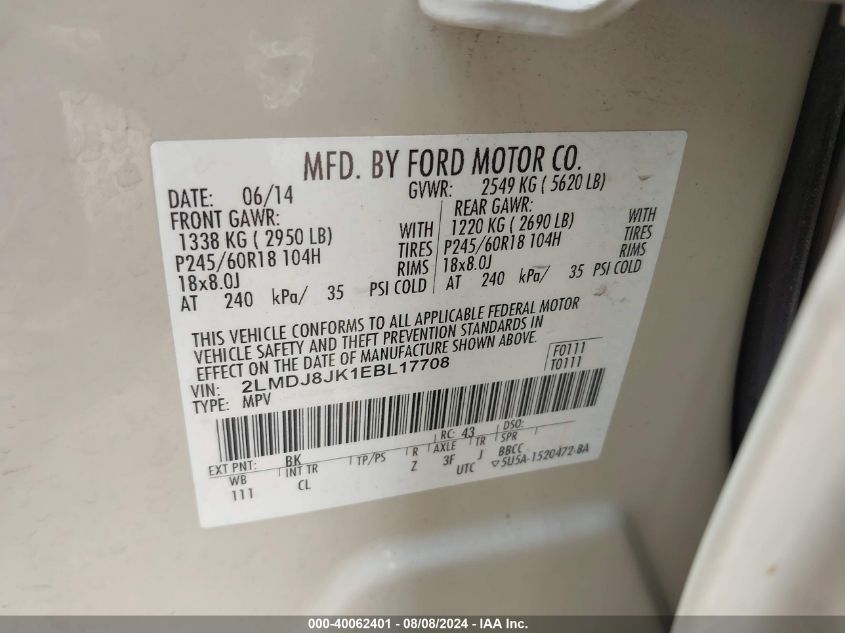 MFD. BY FORD MOTOR CO.
DATE: 06/14 GVWR: 2549 KG ( 5620 LB)
FRONT GAWR: REAR GAWR:
1338 KG ( 2950 LB) WITH 1220 KG ( 2690 LB) WITH
P245/60R18 104H TIRES P245/60R18 104H TIRES
18x8.0J RIMS 18x8.0J RIMS
AT 240 kPa/ 35 PSI COLD AT 240 kPa/ 35 PSI COLD
THIS VEHICLE CONFORMS TO ALL APPLICABLE FEDERAL MOTOR
VEHICLE SAFETY AND THEFT PREVENTION STANDARDS IN
EFFECT ON THE DATE OF MANUFACTURE SHOWN ABOVE.
VIN: 2LMDJ8JK1EBL17708 F0111
TYPE: MPV T0111
EXT PNT: BK RC: 43 DSO:
WB INT TR TP/PS R AXLE TR SPR
111 CL Z 3F J BBCC
UTC ▽5U5A-1520472-BA
000-40062401 - 08/08/2024 - IAA Inc.